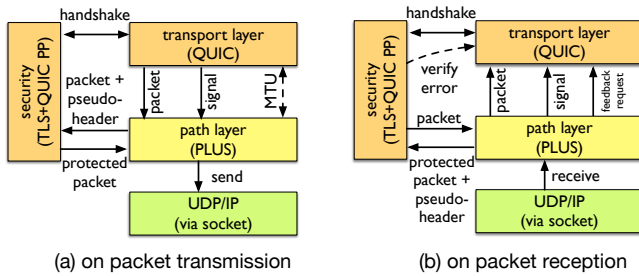 handshake
security
(TLS+QUIC PP)
transport layer
(QUIC)
packet +
pseudo-
header
packet
signal
MTU
path layer
(PLUS)
protected
packet
send
UDP/IP
(via socket)
(a) on packet transmission
handshake
security
(TLS+QUIC PP)
transport layer
(QUIC)
verify
error
packet
signal
feedback
request
packet
path layer
(PLUS)
protected
packet +
pseudo-
header
receive
UDP/IP
(via socket)
(b) on packet reception